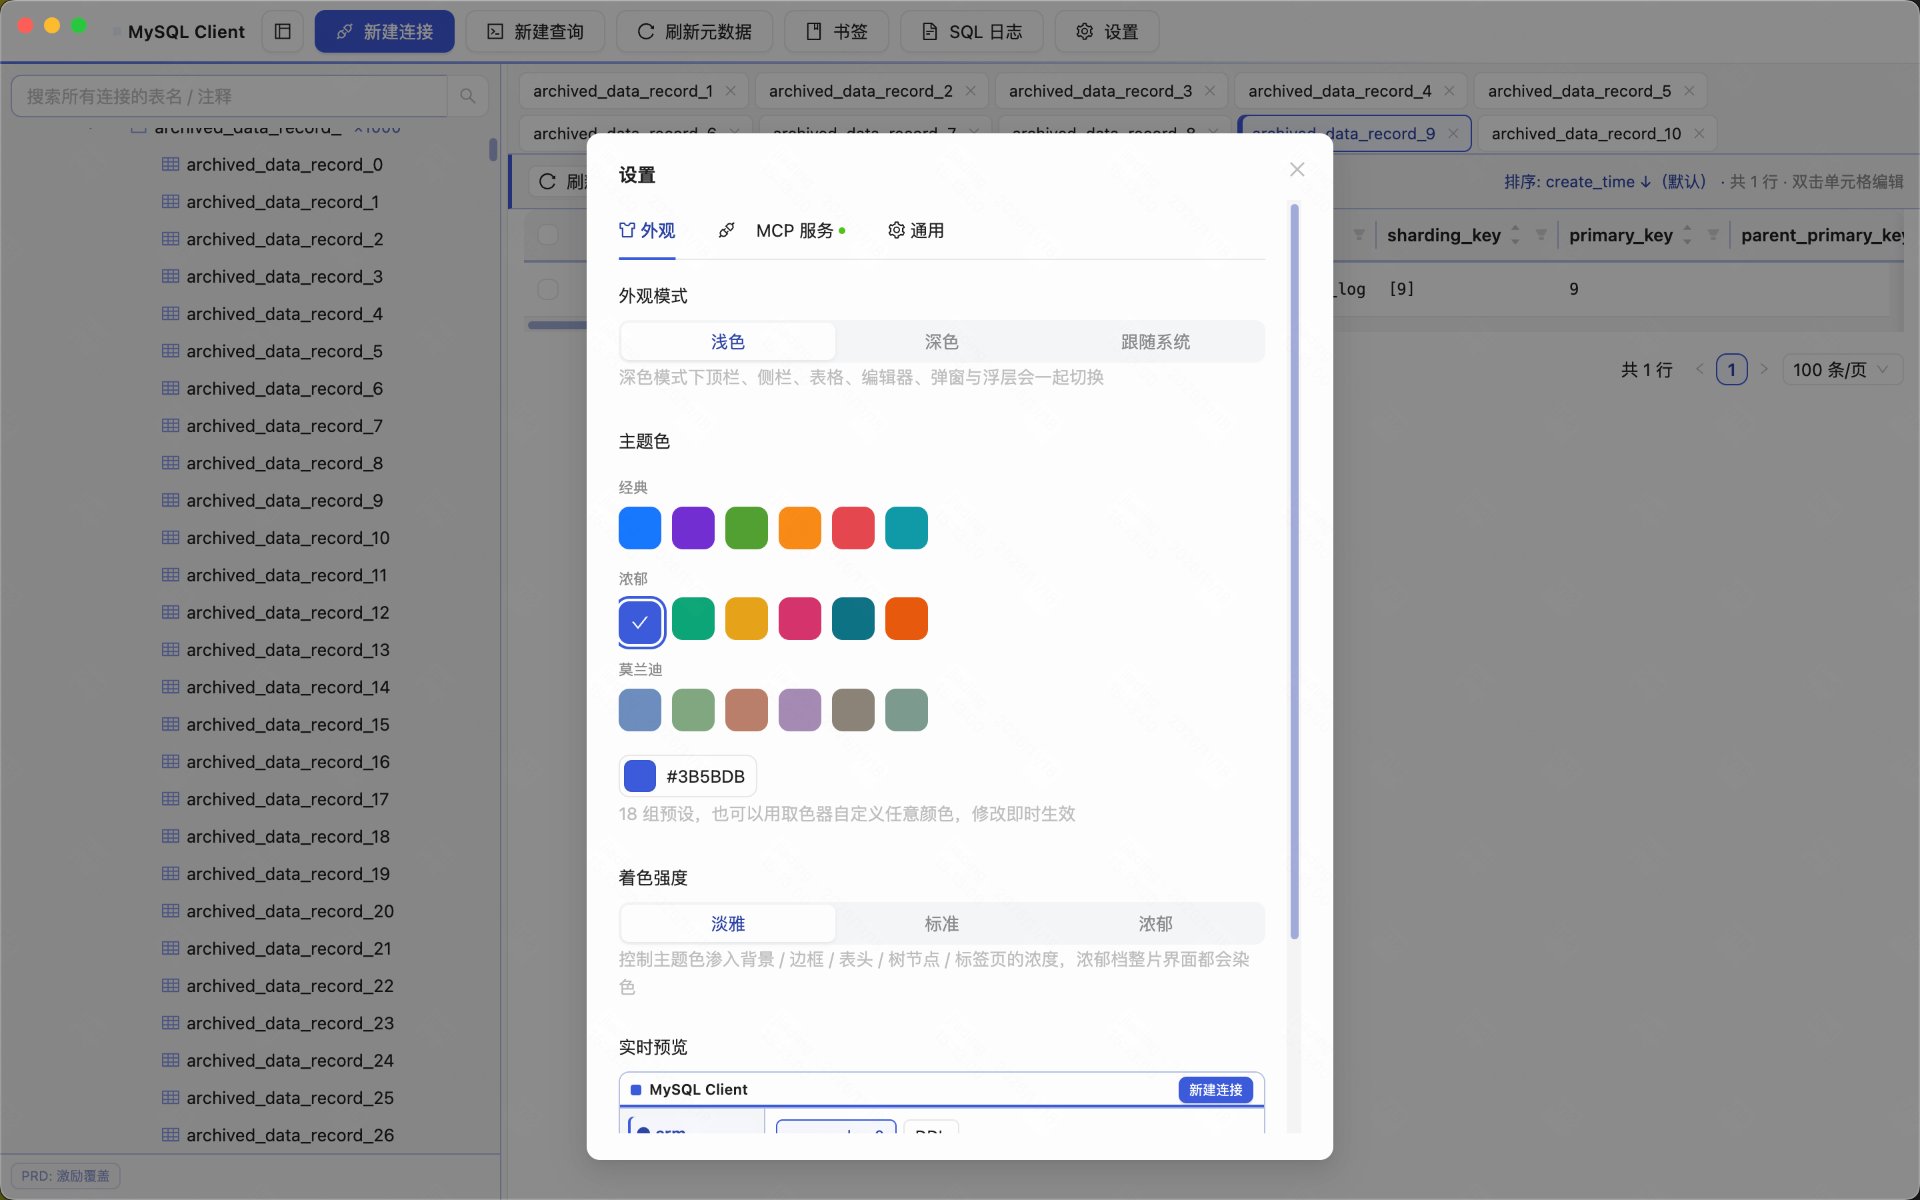 MySQL Client
新建连接
新建查询
刷新元数据
书签
SQL 日志
设置
搜索所有连接的表名 / 注释
archived_data_record_ ×1000
archived_data_record_0
archived_data_record_1
archived_data_record_2
archived_data_record_3
archived_data_record_4
archived_data_record_5
archived_data_record_6
archived_data_record_7
archived_data_record_8
archived_data_record_9
archived_data_record_10
archived_data_record_11
archived_data_record_12
archived_data_record_13
archived_data_record_14
archived_data_record_15
archived_data_record_16
archived_data_record_17
archived_data_record_18
archived_data_record_19
archived_data_record_20
archived_data_record_21
archived_data_record_22
archived_data_record_23
archived_data_record_24
archived_data_record_25
archived_data_record_26
PRD: 激励覆盖
archived_data_record_1
archived_data_record_2
archived_data_record_3
archived_data_record_4
archived_data_record_5
archived_data_record_6
archived_data_record_7
archived_data_record_8
archived_data_record_9
archived_data_record_10
刷
排序: create_time ↓ (默认) · 共 1 行 · 双击单元格编辑
sharding_key
primary_key
parent_primary_key
_log
[9]
9
共 1 行
1
100 条/页
设置
外观
MCP 服务
通用
外观模式
浅色
深色
跟随系统
深色模式下顶栏、侧栏、表格、编辑器、弹窗与浮层会一起切换
主题色
经典
浓郁
莫兰迪
#3B5BDB
18 组预设，也可以用取色器自定义任意颜色，修改即时生效
着色强度
淡雅
标准
浓郁
控制主题色渗入背景 / 边框 / 表头 / 树节点 / 标签页的浓度，浓郁档整片界面都会染
色
实时预览
MySQL Client
新建连接